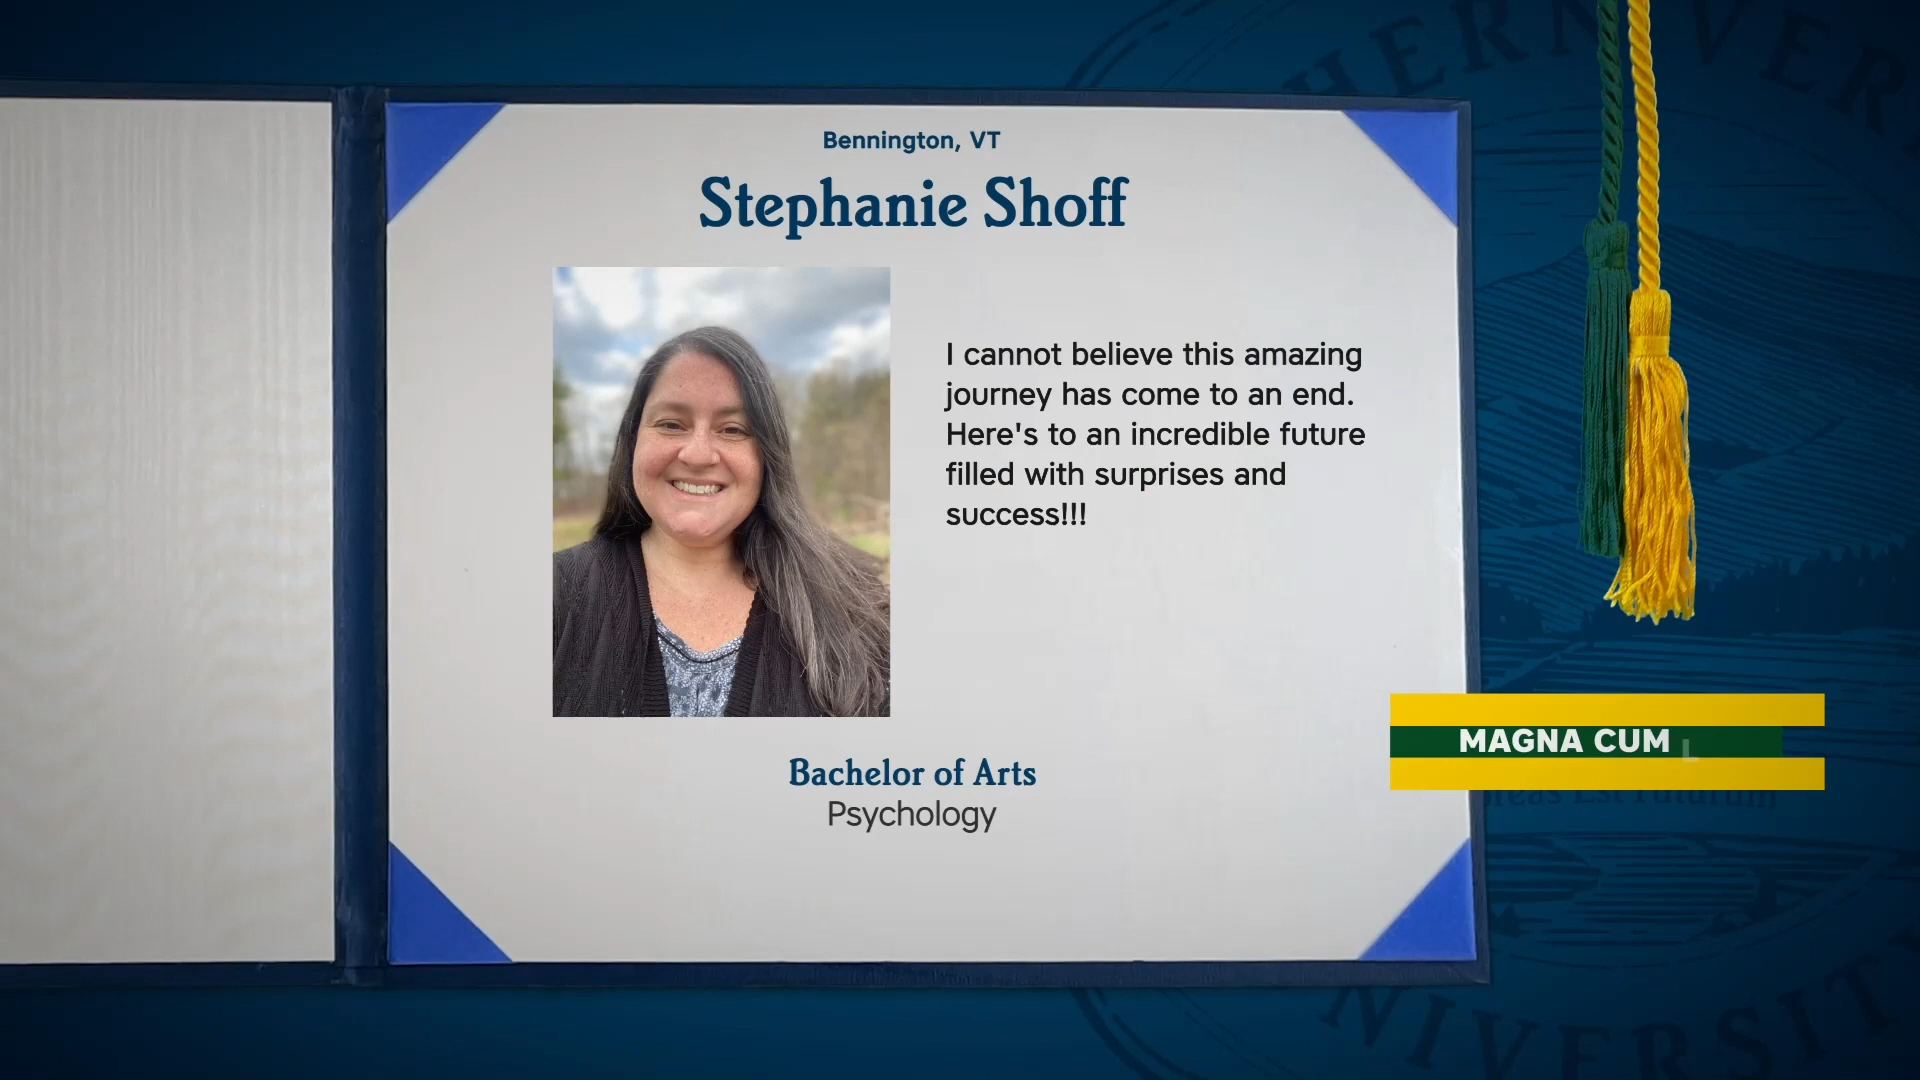 Bennington, VT
Stephanie Shoff
I cannot believe this amazing
journey has come to an end.
Here's to an incredible future
filled with surprises and
success!!!
Bachelor of Arts
Psychology
MAGNA CUM L